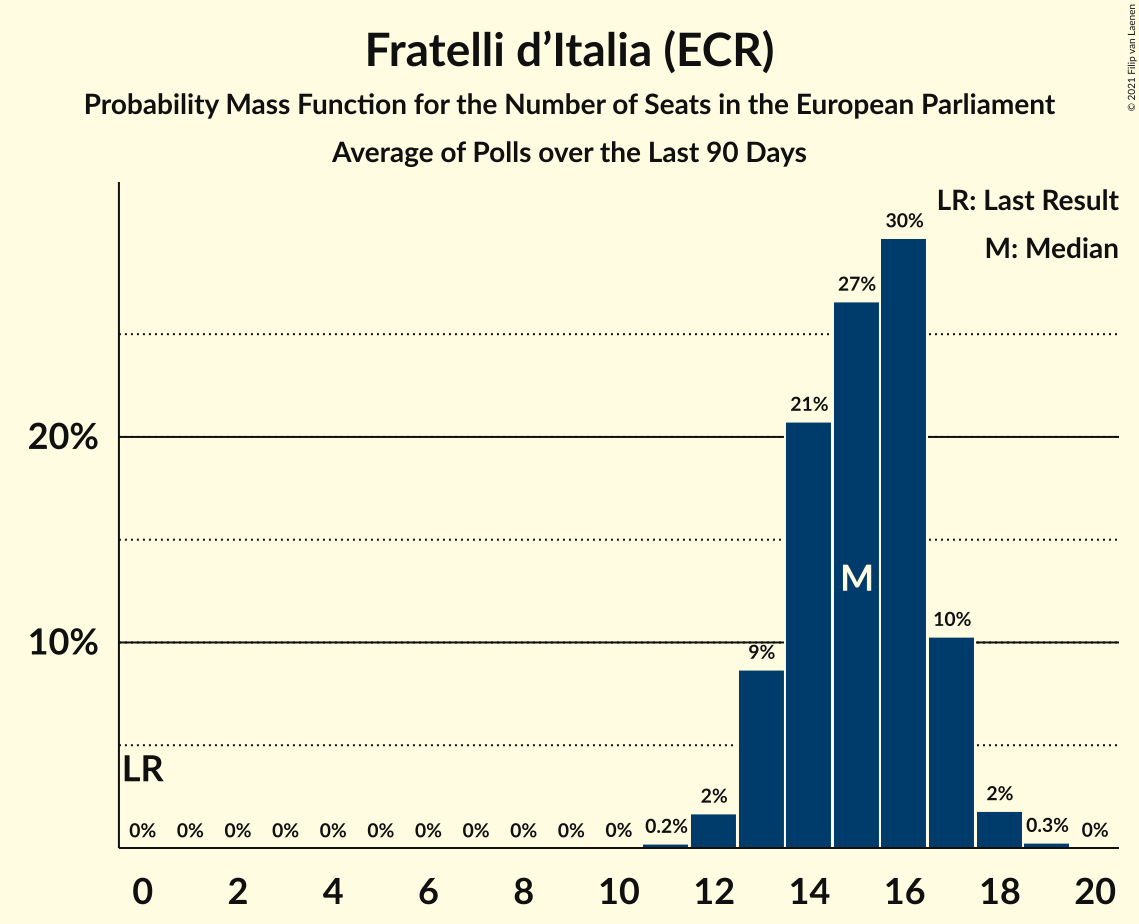 Fratelli d’Italia (ECR)
Probability Mass Function for the Number of Seats in the European Parliament
Average of Polls over the Last 90 Days
© 2021 Filip van Laenen
LR: Last Result
M: Median
30%
27%
21%
20%
M
10%
10%
9%
LR
2%
2%
0% 0% 0% 0% 0% 0% 0% 0% 0% 0% 0% 0.2% 0.3% 0%
0 2 4 6 8 10 12 14 16 18 20